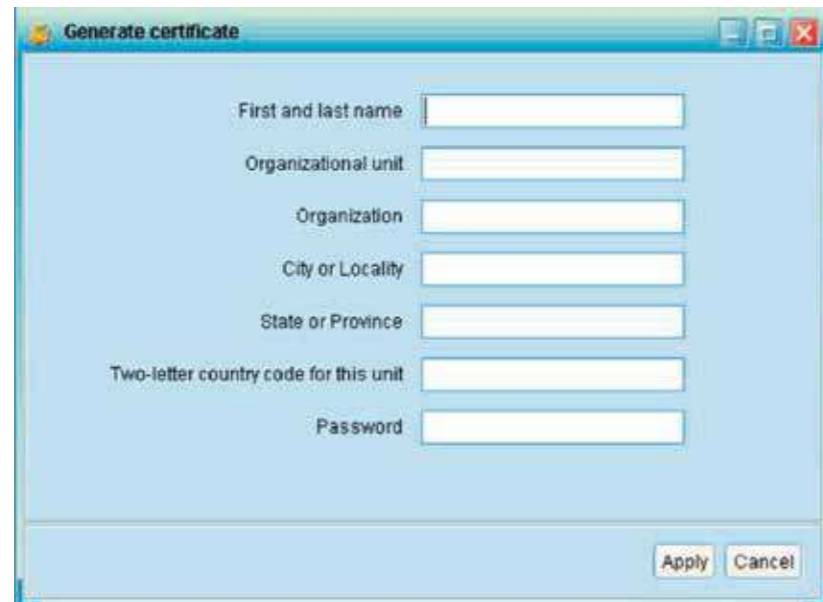 Generate certificate
First and last name
Organizational unit
Organization
City or Locality
State or Province
Two-letter country code for this unit
Password
Apply Cancel